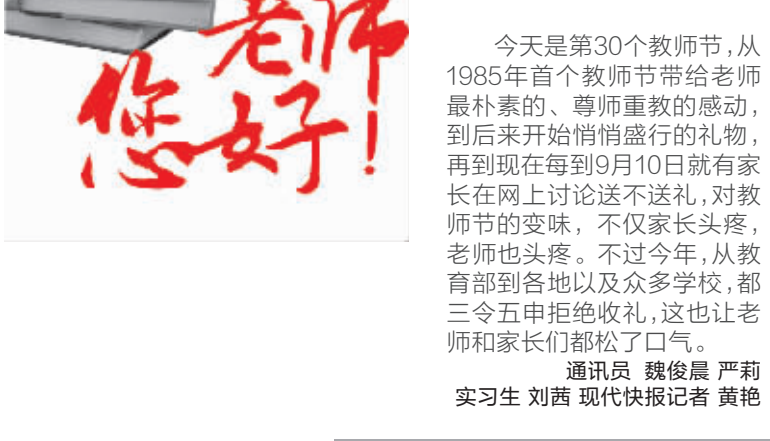 老师
您好!
今天是第30个教师节,从
1985年首个教师节带给老师
最朴素的、尊师重教的感动,
到后来开始悄悄盛行的礼物,
再到现在每到9月10日就有家
长在网上讨论送不送礼,对教
师节的变味，不仅家长头疼,
老师也头疼。不过今年,从教
育部到各地以及众多学校,都
三令五申拒绝收礼,这也让老
师和家长们都松了口气。
通讯员 魏俊晨 严莉
实习生 刘茜 现代快报记者 黄艳